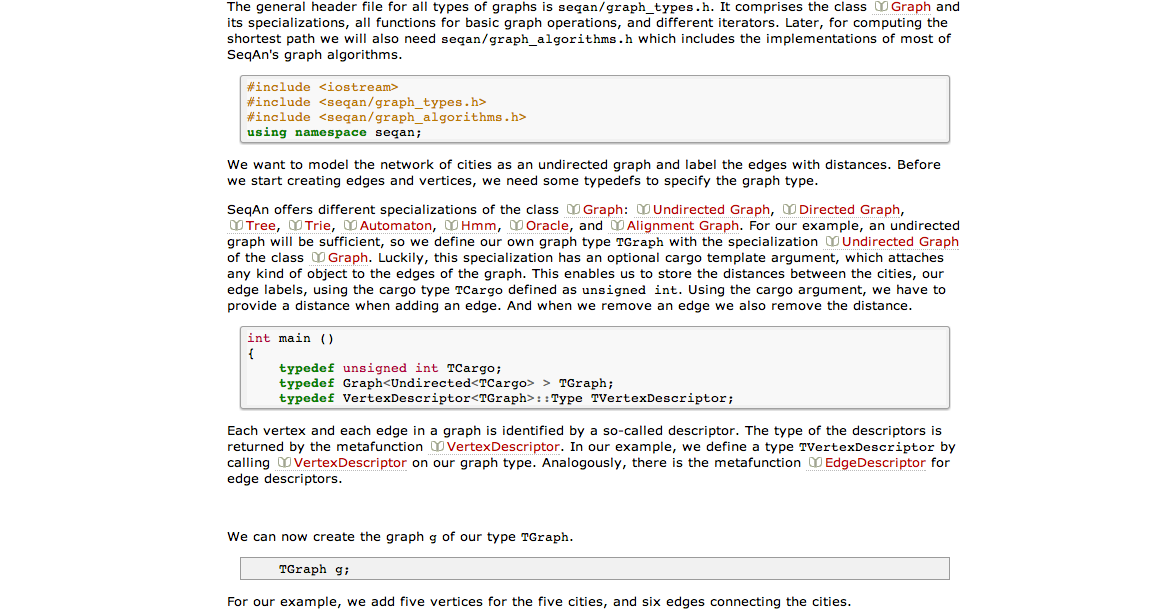 The general header file for all types of graphs is seqan/graph_types.h. It comprises the class Graph and
its specializations, all functions for basic graph operations, and different iterators. Later, for computing the
shortest path we will also need seqan/graph_algorithms.h which includes the implementations of most of
SeqAn's graph algorithms.
#include <iostream>
#include <seqan/graph_types.h>
#include <seqan/graph_algorithms.h>
using namespace seqan;
We want to model the network of cities as an undirected graph and label the edges with distances. Before
we start creating edges and vertices, we need some typedefs to specify the graph type.
SeqAn offers different specializations of the class Graph: Undirected Graph, Directed Graph,
Tree, Trie, Automaton, Hmm, Oracle, and Alignment Graph. For our example, an undirected
graph will be sufficient, so we define our own graph type TGraph with the specialization Undirected Graph
of the class Graph. Luckily, this specialization has an optional cargo template argument, which attaches
any kind of object to the edges of the graph. This enables us to store the distances between the cities, our
edge labels, using the cargo type TCargo defined as unsigned int. Using the cargo argument, we have to
provide a distance when adding an edge. And when we remove an edge we also remove the distance.
int main ()
{
    typedef unsigned int TCargo;
    typedef Graph<Undirected<TCargo> > TGraph;
    typedef VertexDescriptor<TGraph>::Type TVertexDescriptor;
Each vertex and each edge in a graph is identified by a so-called descriptor. The type of the descriptors is
returned by the metafunction VertexDescriptor. In our example, we define a type TVertexDescriptor by
calling VertexDescriptor on our graph type. Analogously, there is the metafunction EdgeDescriptor for
edge descriptors.
We can now create the graph g of our type TGraph.
    TGraph g;
For our example, we add five vertices for the five cities, and six edges connecting the cities.